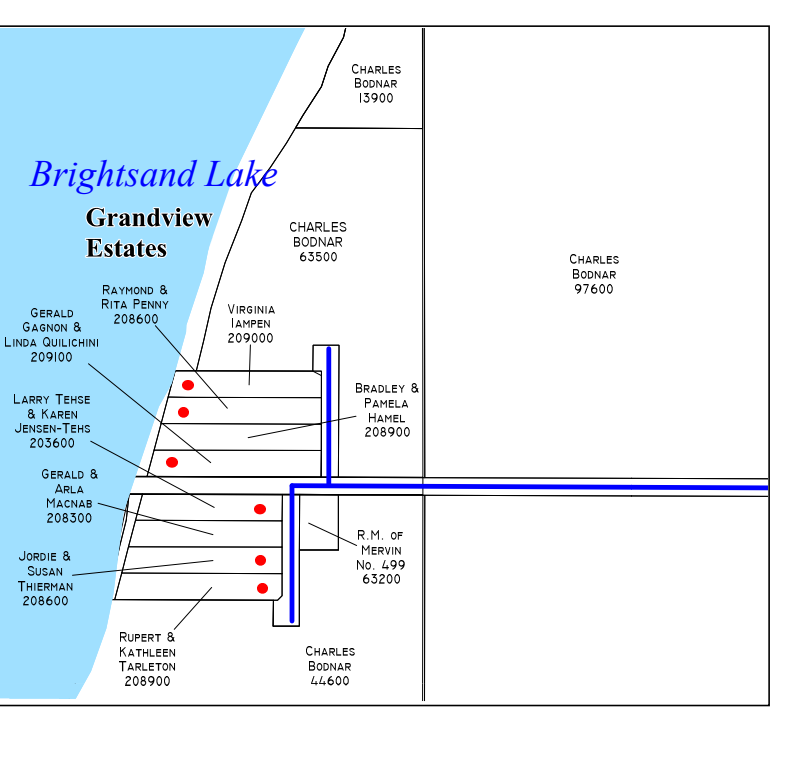 CHARLES
BODNAR
13900
Brightsand Lake
Grandview
Estates
CHARLES
BODNAR
63500
CHARLES
BODNAR
97600
RAYMOND &
RITA PENNY
208600
GERALD
GAGNON &
LINDA QUILICHINI
209100
VIRGINIA
IAMPEN
209000
BRADLEY &
PAMELA
HAMEL
208900
LARRY TEHSE
& KAREN
JENSEN-TEHS
203600
GERALD &
ARLA
MACNAB
208300
JORDIE &
SUSAN
THIERMAN
208600
R.M. OF
MERVIN
NO. 499
63200
RUPERT &
KATHLEEN
TARLETON
208900
CHARLES
BODNAR
44600